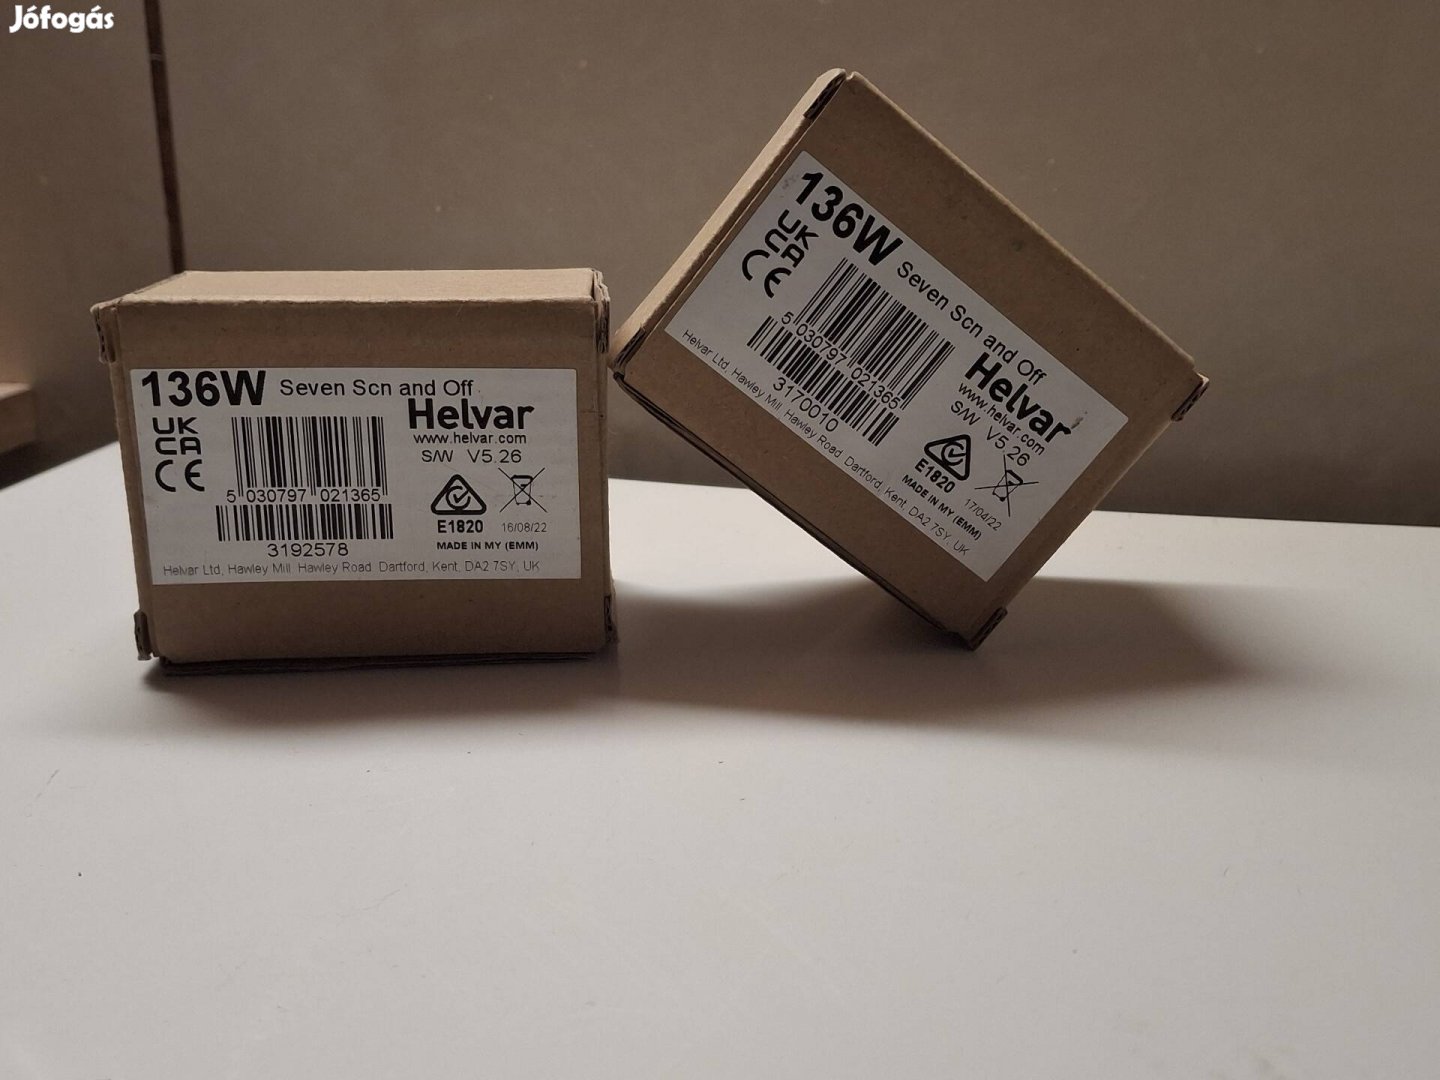 Jófogás
136W Seven Scn and Off
UK
CA
CE
Helvar
www.helvar.com
S/W V5.26
5 030797 021365
E1820
16/08/22
3192578
MADE IN MY (EMM)
Helvar Ltd, Hawley Mill Hawley Road Dartford, Kent, DA2 7SY, UK
136W Seven Scn and Off
UK
CA
CE
Helvar
www.helvar.com
S/W V5.26
5 030797 021365
E1820
17/04/22
3170010
MADE IN MY (EMM)
Helvar Ltd, Hawley Mill Hawley Road Dartford, Kent, DA2 7SY, UK